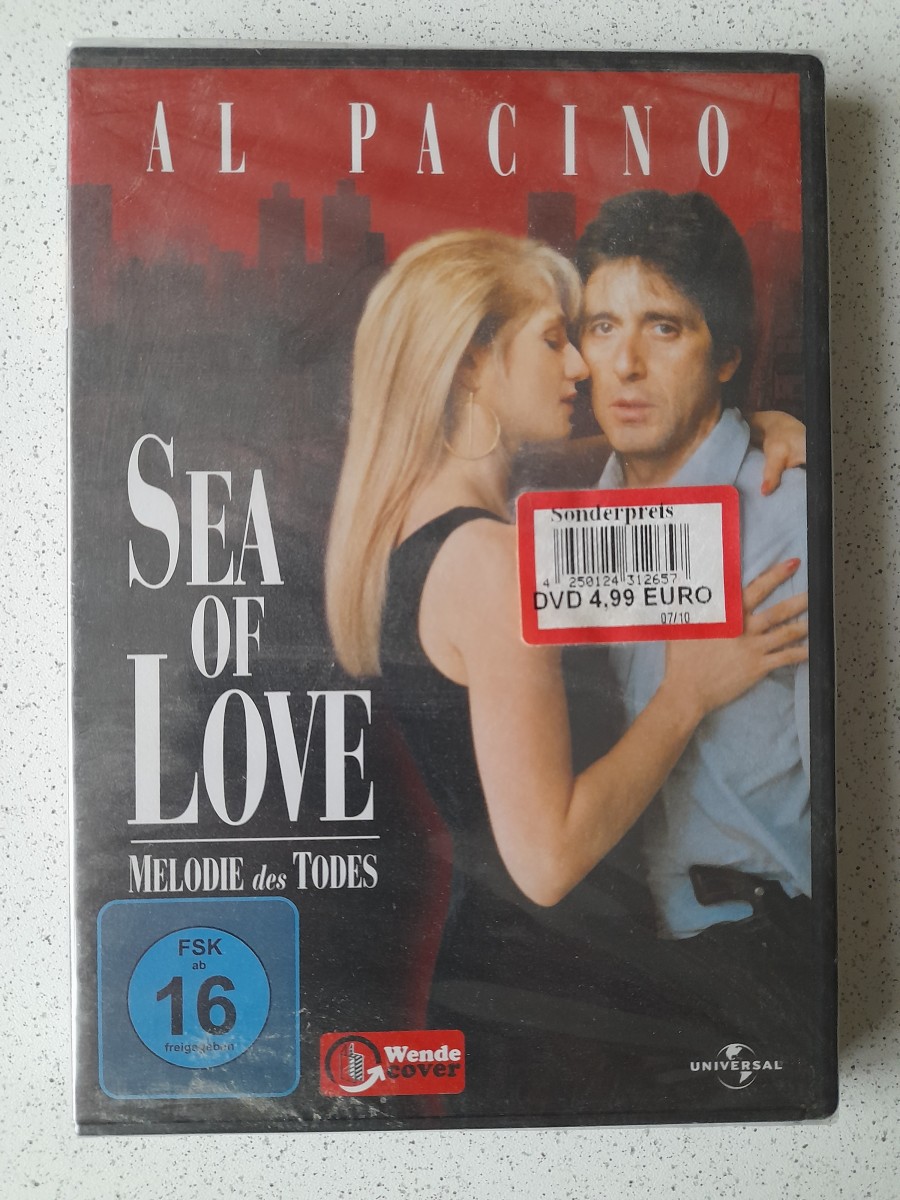 AL PACINO
SEA
OF
LOVE
MELODIE des TODES
Sonderpreis
4 250124 312657
DVD 4,99 EURO
07/10
FSK
ab
16
freigegeben
Wende
cover
UNIVERSAL